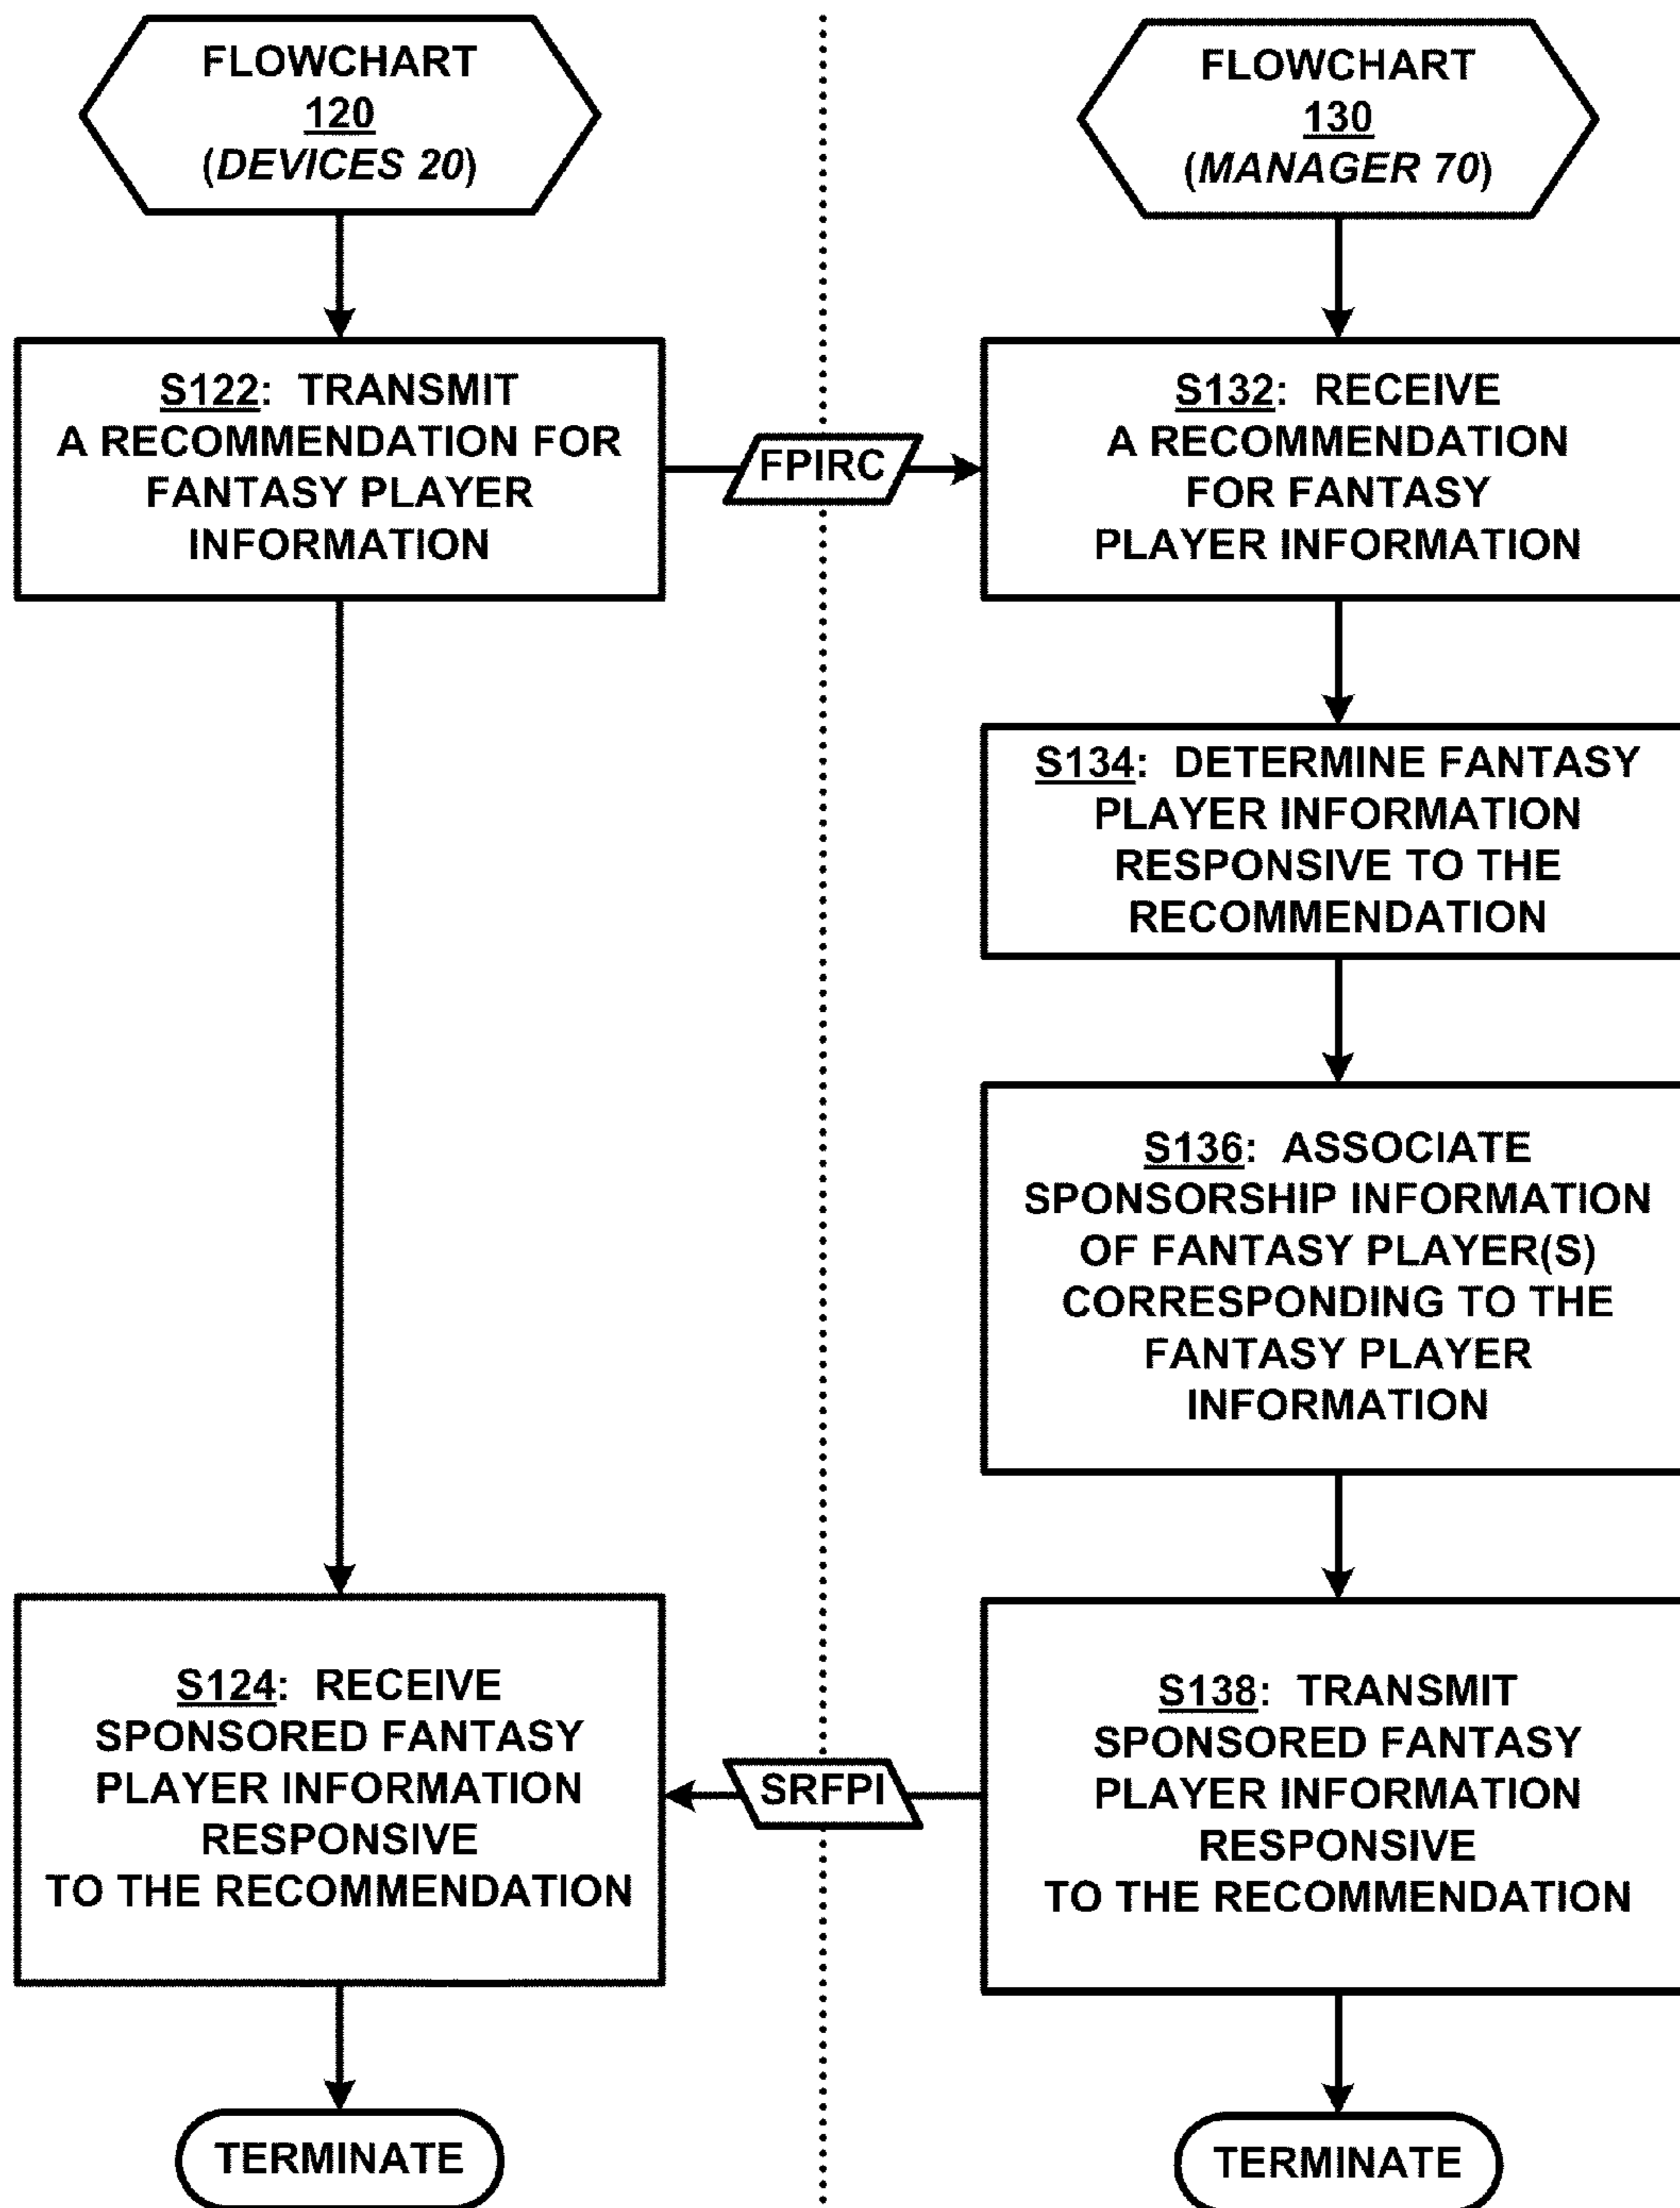 FLOWCHART
120
(DEVICES 20)
S122: TRANSMIT
A RECOMMENDATION FOR
FANTASY PLAYER
INFORMATION
FPIRC
S124: RECEIVE
SPONSORED FANTASY
PLAYER INFORMATION
RESPONSIVE
TO THE RECOMMENDATION
TERMINATE
FLOWCHART
130
(MANAGER 70)
S132: RECEIVE
A RECOMMENDATION
FOR FANTASY
PLAYER INFORMATION
S134: DETERMINE FANTASY
PLAYER INFORMATION
RESPONSIVE TO THE
RECOMMENDATION
S136: ASSOCIATE
SPONSORSHIP INFORMATION
OF FANTASY PLAYER(S)
CORRESPONDING TO THE
FANTASY PLAYER
INFORMATION
S138: TRANSMIT
SPONSORED FANTASY
PLAYER INFORMATION
RESPONSIVE
TO THE RECOMMENDATION
SRFPI
TERMINATE